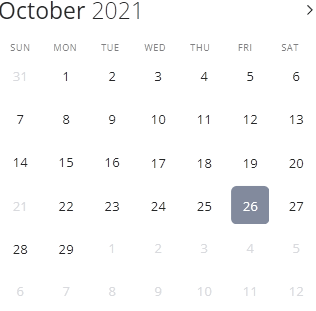 October 2021
SUN MON TUE WED THU FRI SAT
31 1 2 3 4 5 6
7 8 9 10 11 12 13
14 15 16 17 18 19 20
21 22 23 24 25 26 27
28 29 1 2 3 4 5
6 7 8 9 10 11 12